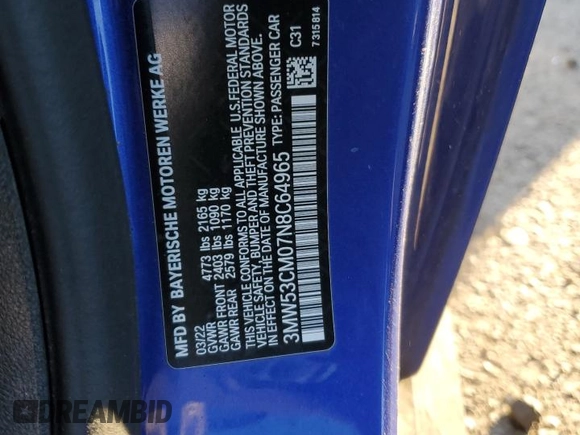 MFD BY BAYERISCHE MOTOREN WERKE AG
03/22
GVWR 4773 lbs 2165 kg
GAWR FRONT 2403 lbs 1090 kg
GAWR REAR 2579 lbs 1170 kg
THIS VEHICLE CONFORMS TO ALL APPLICABLE U.S. FEDERAL MOTOR
VEHICLE SAFETY, BUMPER AND THEFT PREVENTION STANDARDS
IN EFFECT ON THE DATE OF MANUFACTURE SHOWN ABOVE.
3MW53CM07N8C64965 TYPE: PASSENGER CAR
C31
7315814
DREAMBID